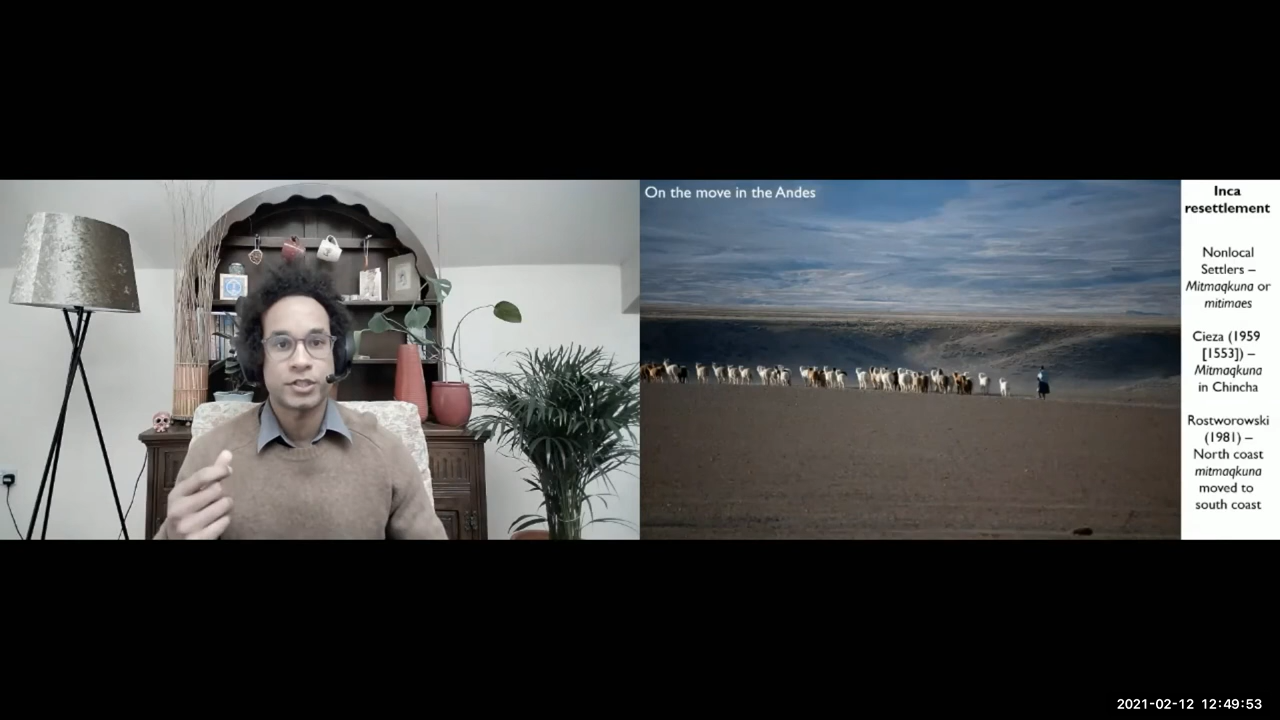 On the move in the Andes
Inca
resettlement
Nonlocal
Settlers –
Mitmaqkuna or
mitimaes
Cieza (1959
[1553]) –
Mitmaqkuna
in Chincha
Rostworowski
(1981) –
North coast
mitmaqkuna
moved to
south coast
2021-02-12 12:49:53